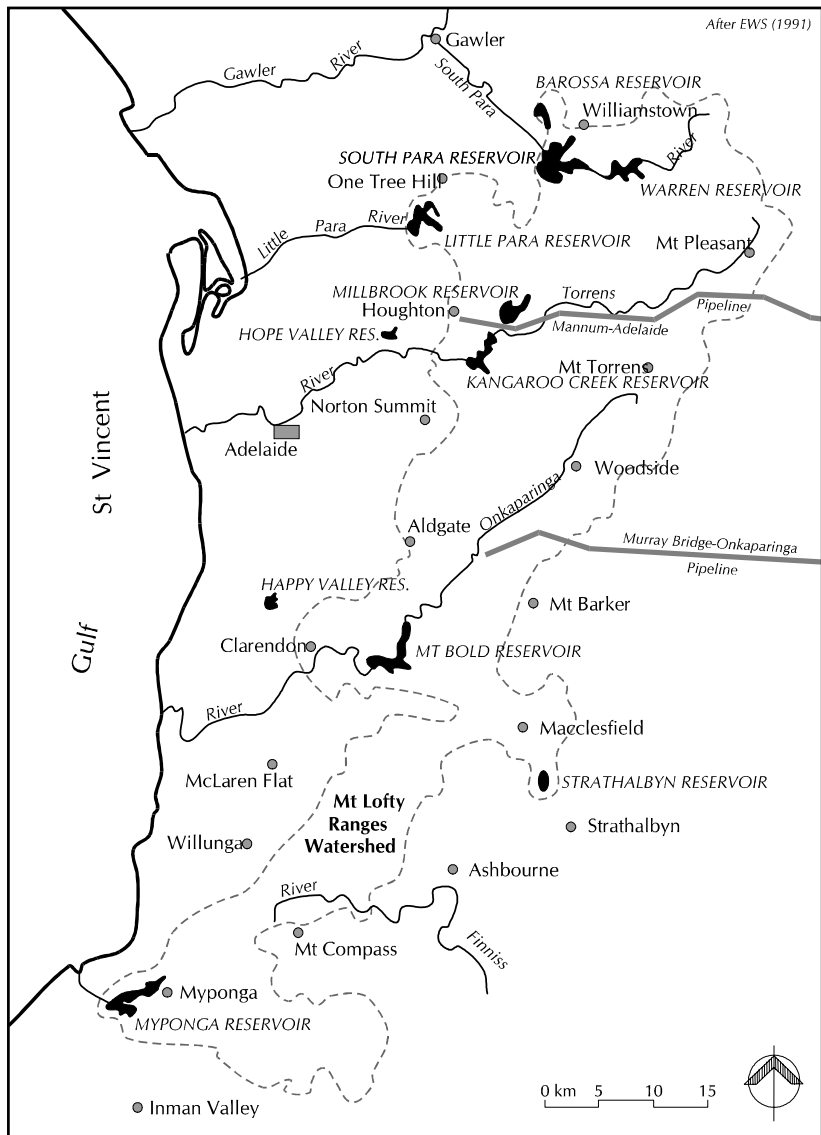 After EWS (1991)
Gawler
Gawler River
South Para
River
BAROSSA RESERVOIR
Williamstown
SOUTH PARA RESERVOIR
One Tree Hill
WARREN RESERVOIR
Little Para River
LITTLE PARA RESERVOIR
Mt Pleasant
MILLBROOK RESERVOIR
Torrens
Houghton
Pipeline
Mannum-Adelaide
HOPE VALLEY RES.
Mt Torrens
KANGAROO CREEK RESERVOIR
River
Norton Summit
Adelaide
St Vincent
Woodside
Onkaparinga
Aldgate
Murray Bridge-Onkaparinga
Pipeline
HAPPY VALLEY RES.
Mt Barker
Gulf
Clarendon
MT BOLD RESERVOIR
River
Macclesfield
McLaren Flat
STRATHALBYN RESERVOIR
Mt Lofty
Ranges
Watershed
Strathalbyn
Willunga
Ashbourne
River
Finniss
Mt Compass
Myponga
MYPONGA RESERVOIR
0 km 5 10 15
Inman Valley